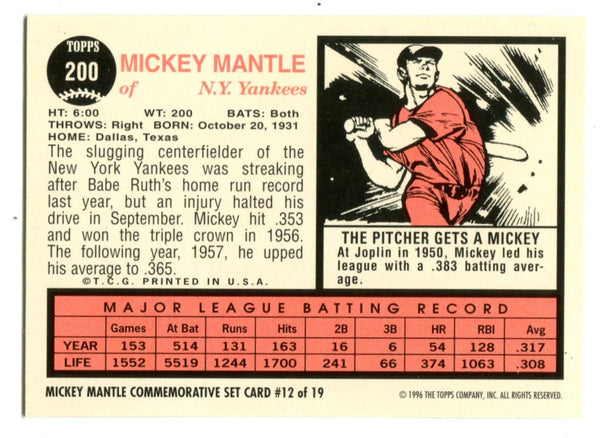 TOPPS
200
MICKEY MANTLE
of N.Y. Yankees
HT: 6:00 WT: 200 BATS: Both
THROWS: Right BORN: October 20, 1931
HOME: Dallas, Texas
The slugging centerfielder of the
New York Yankees was streaking
after Babe Ruth's home run record
last year, but an injury halted his
drive in September. Mickey hit .353
and won the triple crown in 1956.
The following year, 1957, he upped
his average to .365.
©T.C.G. PRINTED IN U.S.A.
THE PITCHER GETS A MICKEY
At Joplin in 1950, Mickey led his
league with a .383 batting aver-
age.
MAJOR LEAGUE BATTING RECORD
Games At Bat Runs Hits 2B 3B HR RBI Avg
YEAR 153 514 131 163 16 6 54 128 .317
LIFE 1552 5519 1244 1700 241 66 374 1063 .308
MICKEY MANTLE COMMEMORATIVE SET CARD #12 of 19
© 1996 THE TOPPS COMPANY, INC. ALL RIGHTS RESERVED.